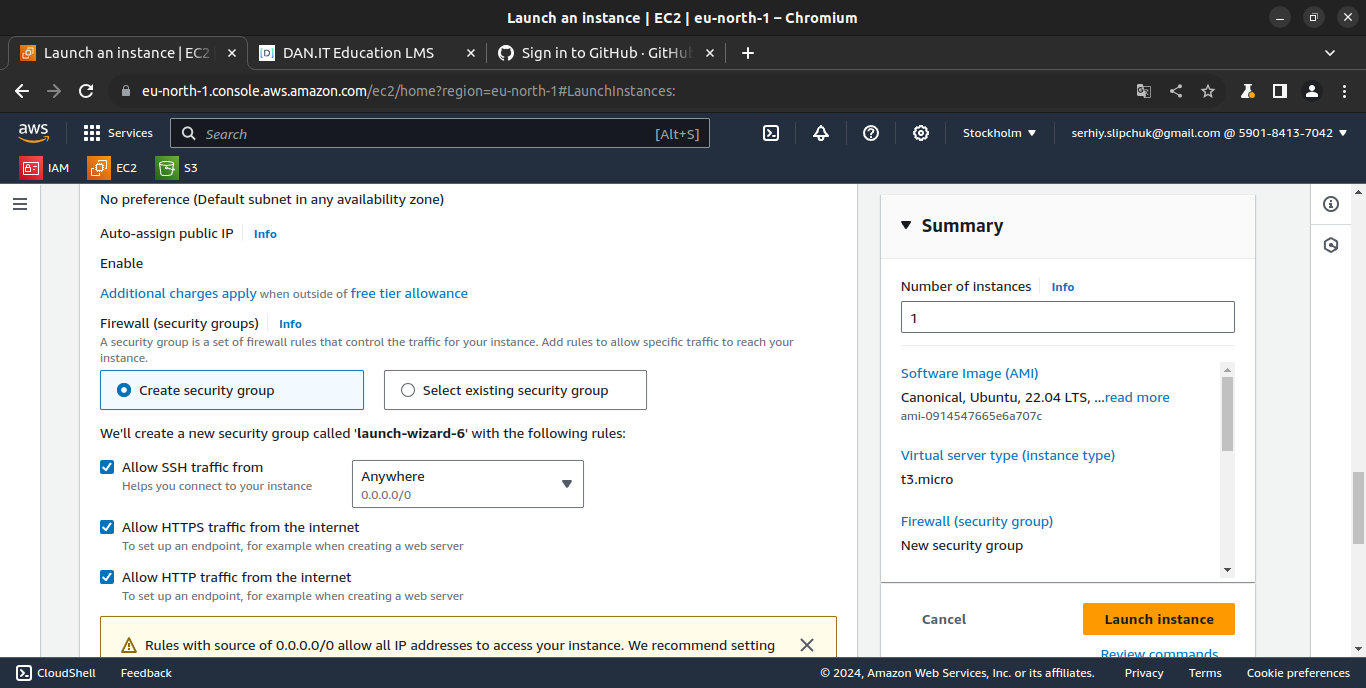 Launch an instance | EC2 | eu-north-1 – Chromium
Launch an instance | EC2
DAN.IT Education LMS
Sign in to GitHub · GitHub
eu-north-1.console.aws.amazon.com/ec2/home?region=eu-north-1#LaunchInstances:
aws
Services
Search
[Alt+S]
Stockholm
serhiy.slipchuk@gmail.com @ 5901-8413-7042
IAM
EC2
S3
No preference (Default subnet in any availability zone)
Auto-assign public IP
Info
Enable
Additional charges apply when outside of free tier allowance
Firewall (security groups)
Info
A security group is a set of firewall rules that control the traffic for your instance. Add rules to allow specific traffic to reach your
instance.
Create security group
Select existing security group
We'll create a new security group called 'launch-wizard-6' with the following rules:
Allow SSH traffic from
Helps you connect to your instance
Anywhere
0.0.0.0/0
Allow HTTPS traffic from the internet
To set up an endpoint, for example when creating a web server
Allow HTTP traffic from the internet
To set up an endpoint, for example when creating a web server
Rules with source of 0.0.0.0/0 allow all IP addresses to access your instance. We recommend setting
Summary
Number of instances
Info
1
Software Image (AMI)
Canonical, Ubuntu, 22.04 LTS, ...read more
ami-0914547665e6a707c
Virtual server type (instance type)
t3.micro
Firewall (security group)
New security group
Cancel
Launch instance
Review commands
CloudShell
Feedback
© 2024, Amazon Web Services, Inc. or its affiliates.
Privacy
Terms
Cookie preferences